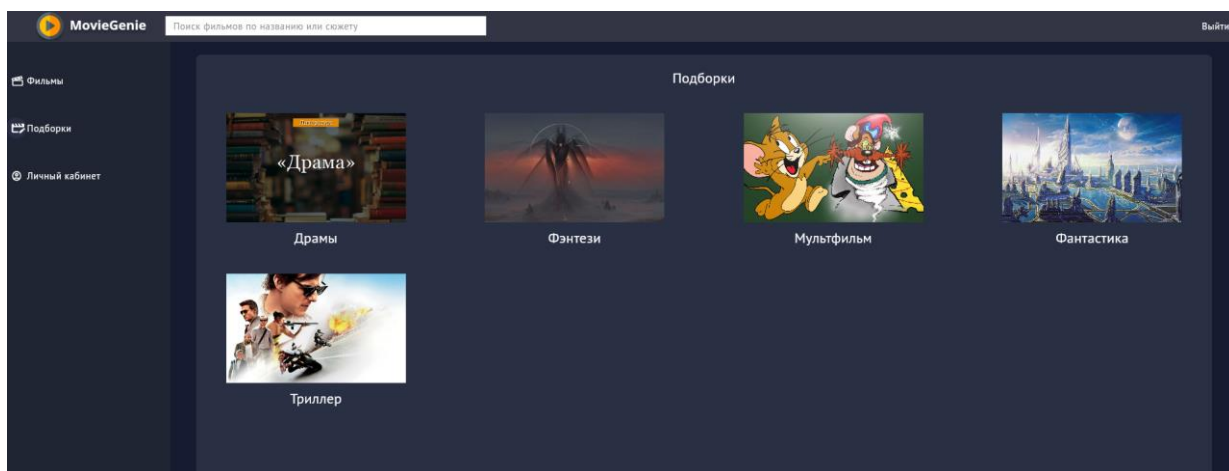 MovieGenie
Поиск фильмов по названию или сюжету
Выйти
Фильмы
Подборки
Личный кабинет
Подборки
«Драма»
Драмы
Фэнтези
Мультфильм
Фантастика
Триллер